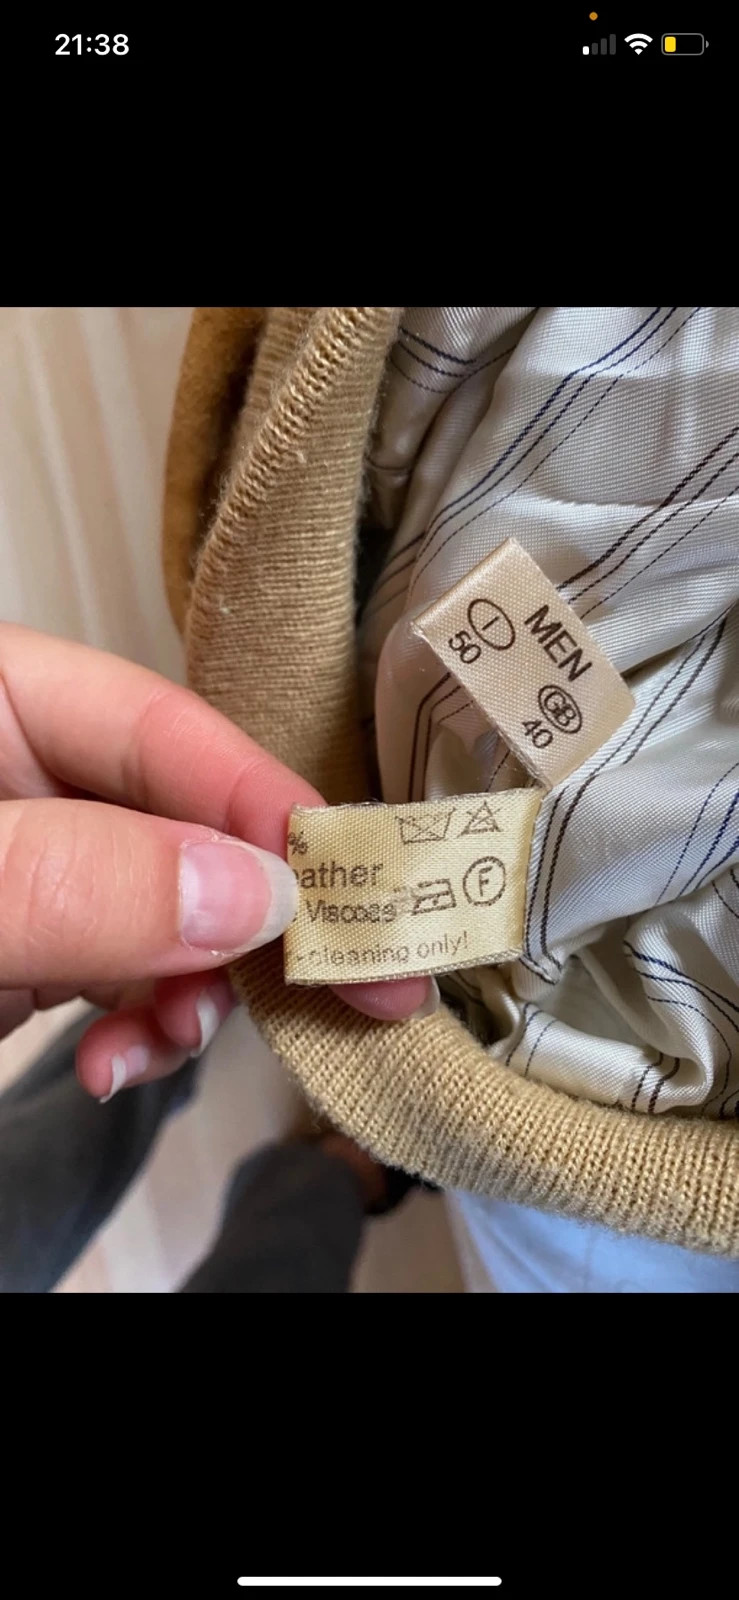 21:38
MEN
I
50
GB
40
%
eather
Viscose
F
-cleaning only!